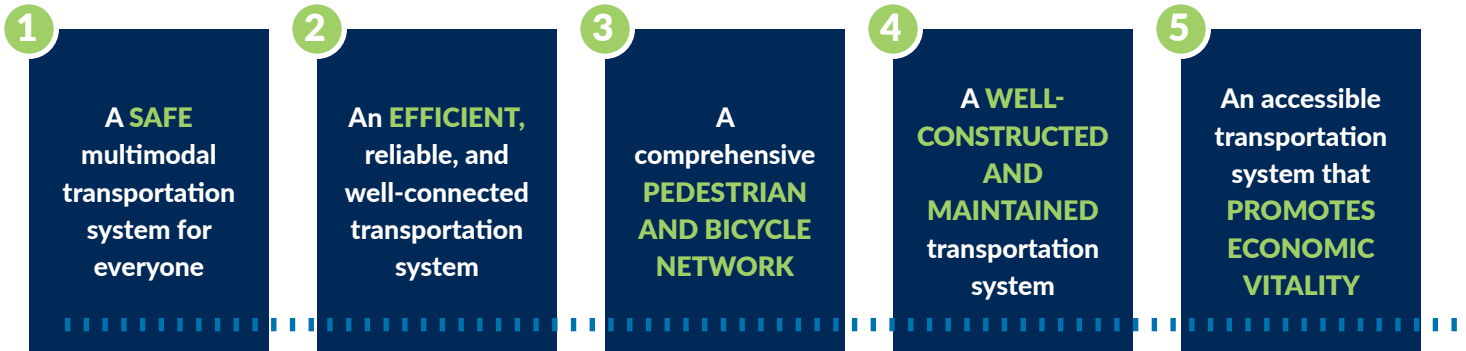 1
A SAFE
multimodal
transportation
system for
everyone
2
An EFFICIENT,
reliable, and
well-connected
transportation
system
3
A
comprehensive
PEDESTRIAN
AND BICYCLE
NETWORK
4
A WELL-
CONSTRUCTED
AND
MAINTAINED
transportation
system
5
An accessible
transportation
system that
PROMOTES
ECONOMIC
VITALITY